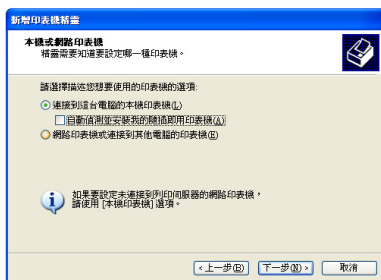 新增印表機精靈
本機或網路印表機
精靈需要知道要設定哪一種印表機。
請選擇描述您想要使用的印表機的選項:
連接到這台電腦的本機印表機(L)
自動偵測並安裝我的隨插即用印表機(A)
網路印表機或連接到其他電腦的印表機(E)
如果要設定未連接到列印伺服器的網路印表機，
請使用 [本機印表機] 選項。
<上一步(B) 下一步(N)> 取消